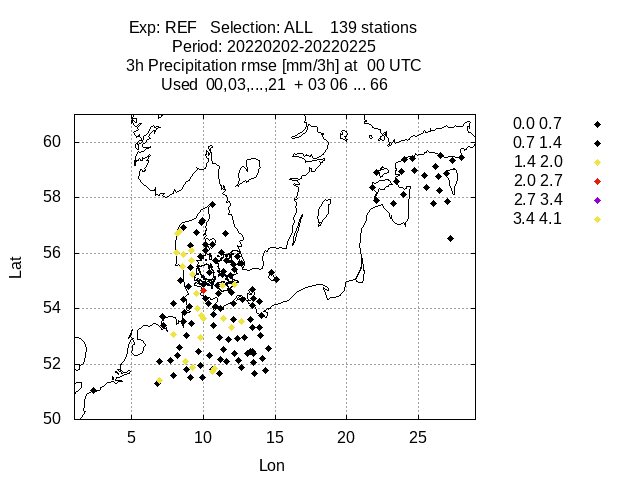 Exp: REF   Selection: ALL    139 stations
Period: 20220202-20220225
3h Precipitation rmse [mm/3h] at  00 UTC
Used  00,03,...,21  + 03 06 ... 66
0.0 0.7
0.7 1.4
1.4 2.0
2.0 2.7
2.7 3.4
3.4 4.1
60
58
56
54
52
50
Lat
5 10 15 20 25
Lon